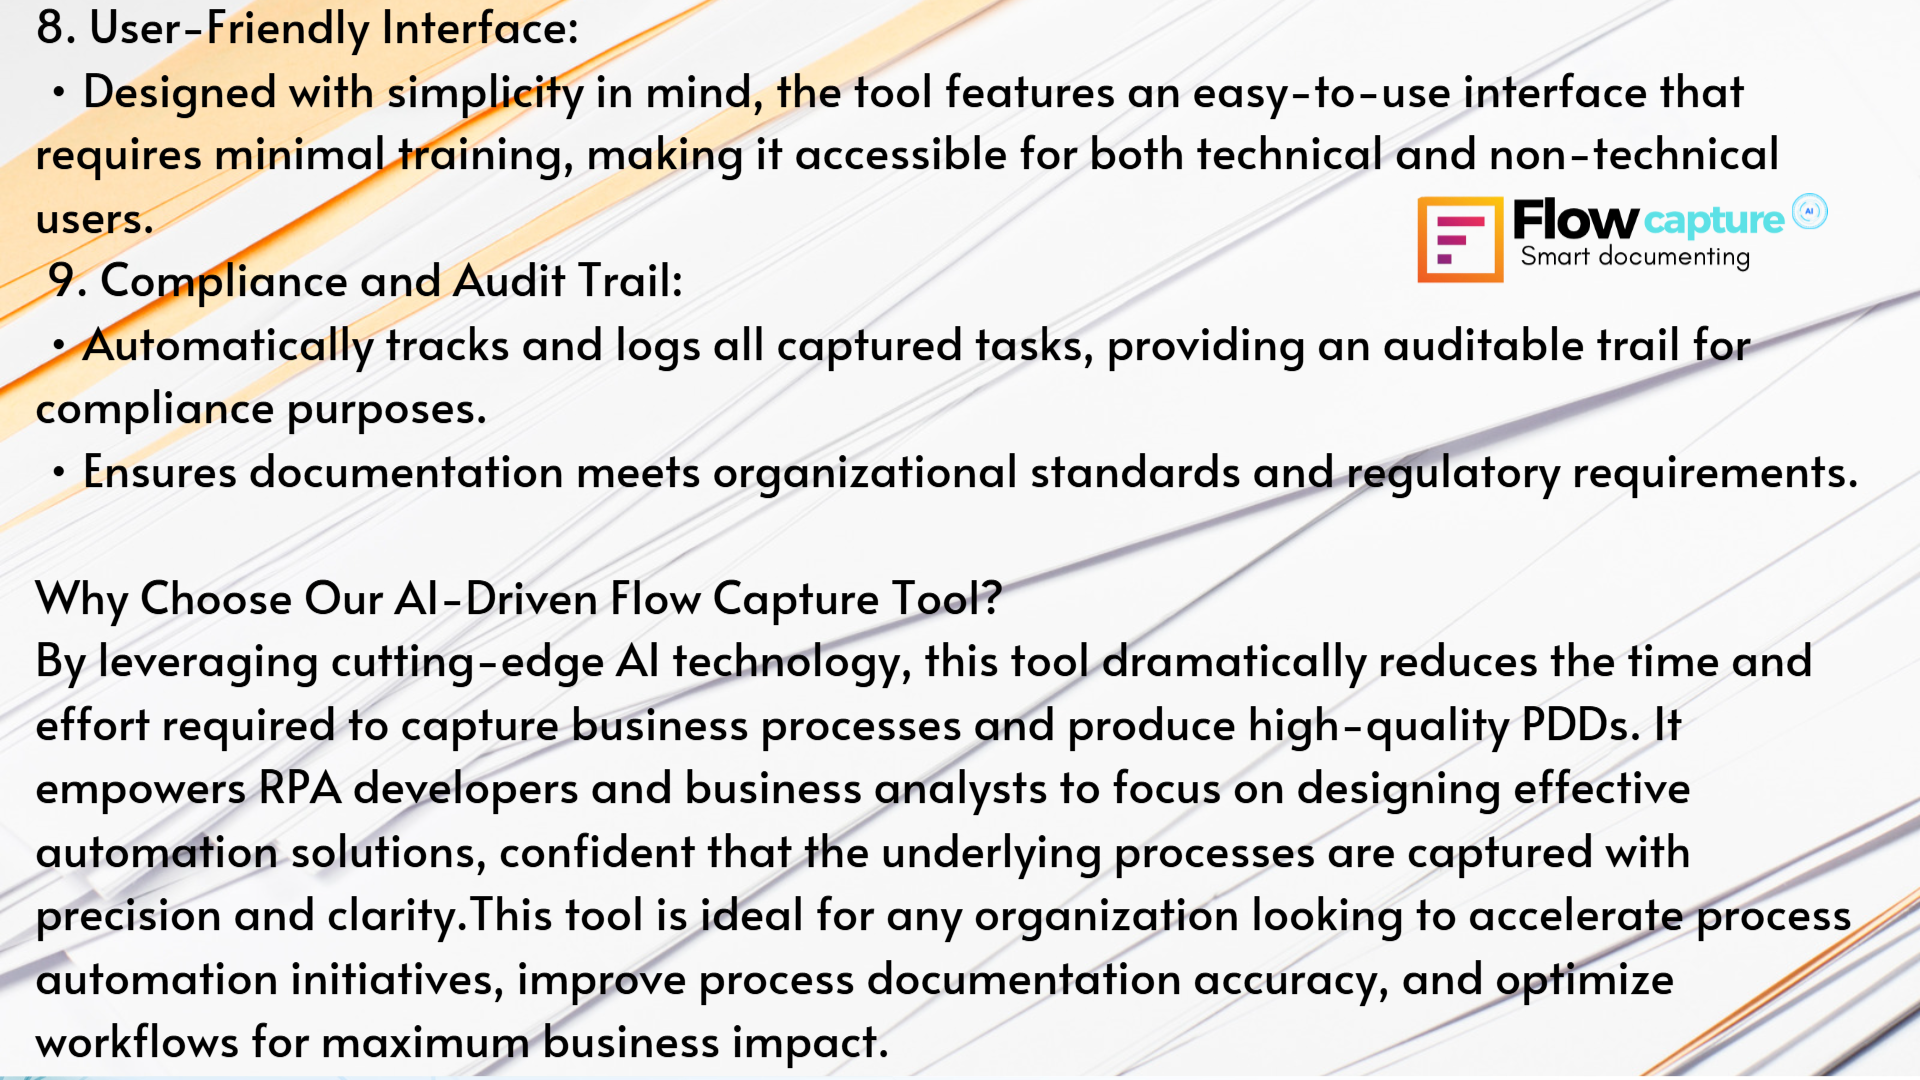 8. User-Friendly Interface:
• Designed with simplicity in mind, the tool features an easy-to-use interface that
requires minimal training, making it accessible for both technical and non-technical
users.
Flow capture AI
Smart documenting
9. Compliance and Audit Trail:
• Automatically tracks and logs all captured tasks, providing an auditable trail for
compliance purposes.
• Ensures documentation meets organizational standards and regulatory requirements.
Why Choose Our AI-Driven Flow Capture Tool?
By leveraging cutting-edge AI technology, this tool dramatically reduces the time and
effort required to capture business processes and produce high-quality PDDs. It
empowers RPA developers and business analysts to focus on designing effective
automation solutions, confident that the underlying processes are captured with
precision and clarity.This tool is ideal for any organization looking to accelerate process
automation initiatives, improve process documentation accuracy, and optimize
workflows for maximum business impact.